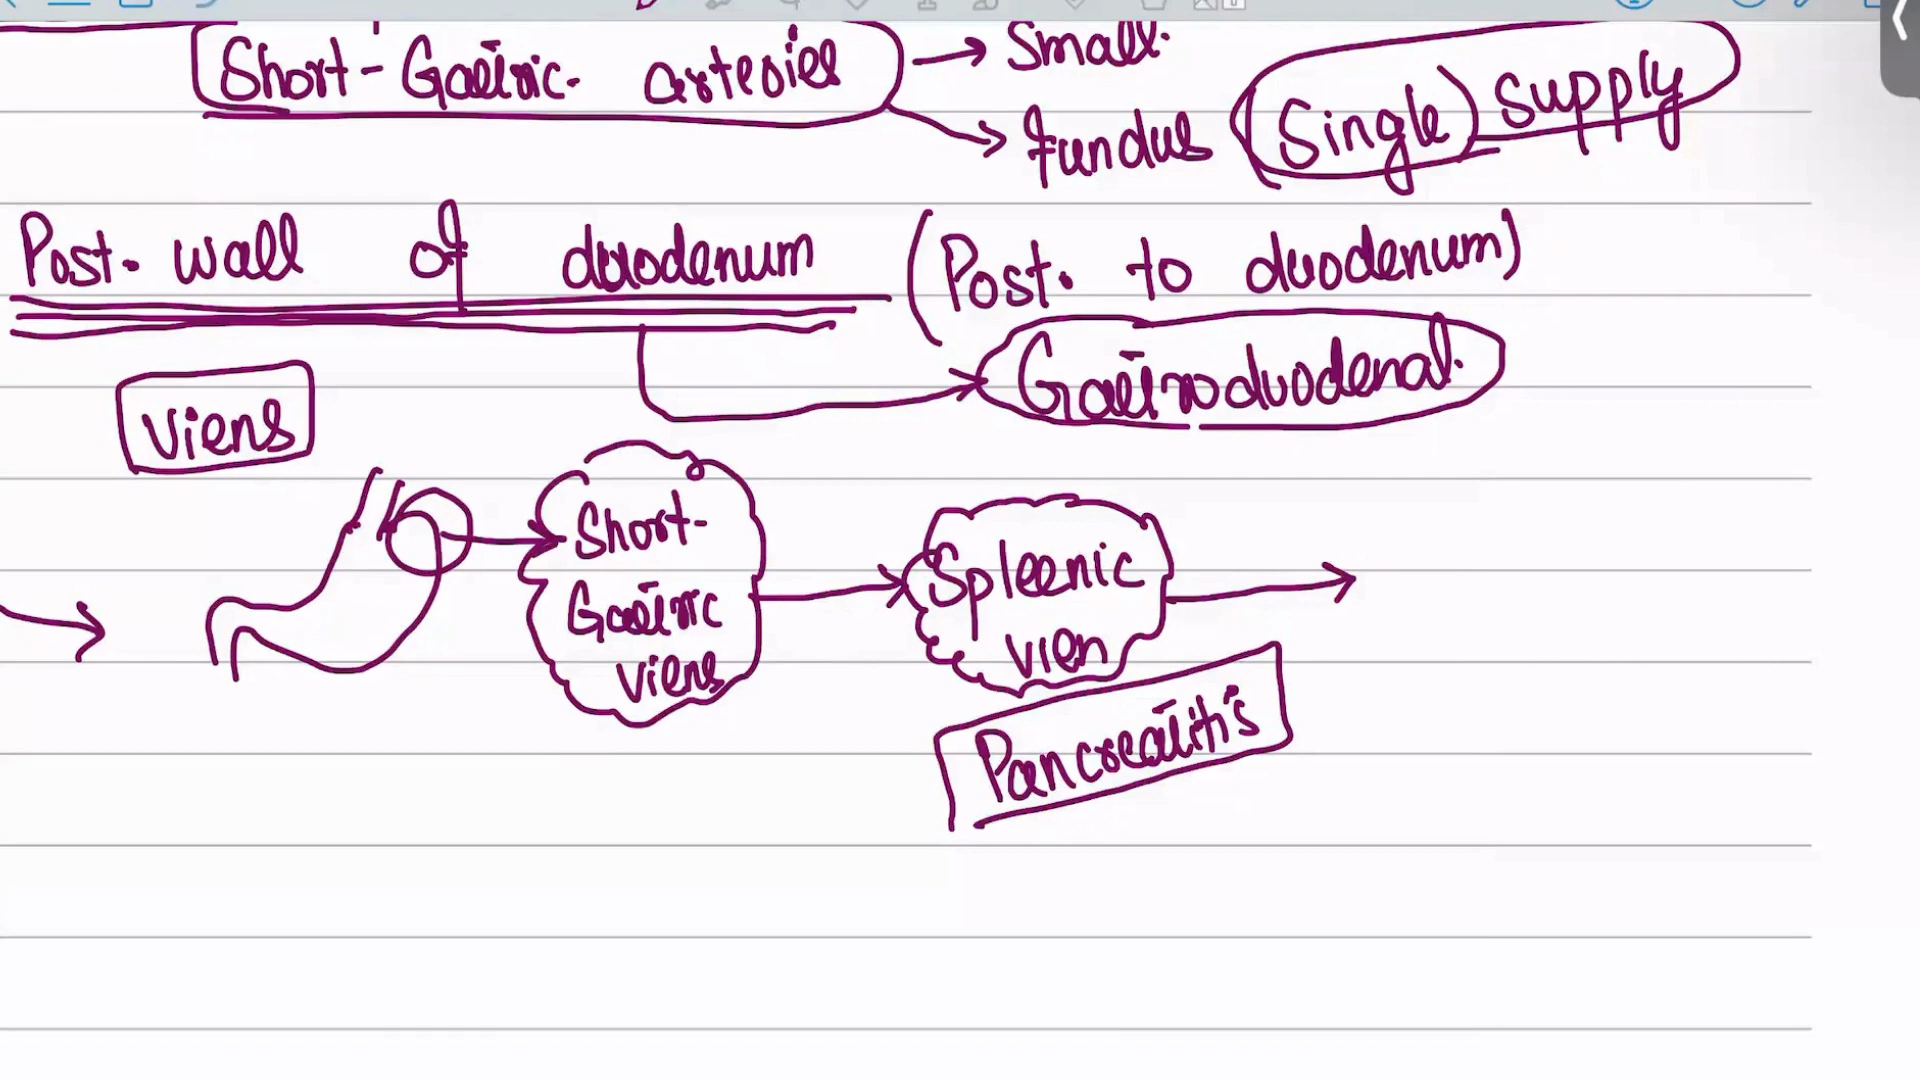 Short-Gastric arteries → Small.
→ fundus (Single) supply
Post. wall of duodenum (Post. to duodenum)
Gastroduodenal.
Viens
Short-
Gastric
Viens
Spleenic
Vien
Pancreatitis